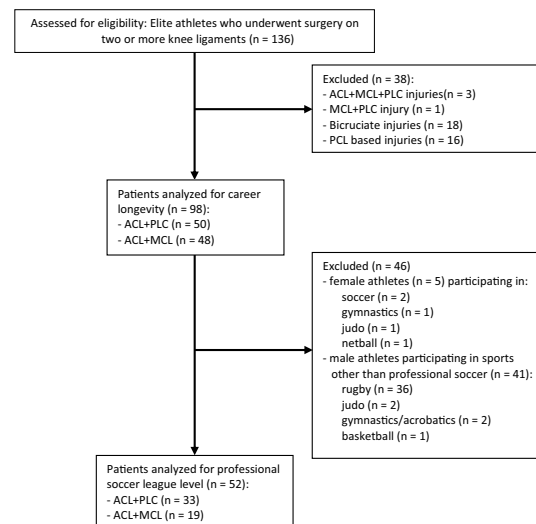 Assessed for eligibility: Elite athletes who underwent surgery
on two or more knee ligaments (n = 136)
Excluded (n = 38):
- ACL+MCL+PLC injuries(n = 3)
- MCL+PLC injury (n = 1)
- Bicruciate injuries (n = 18)
- PCL based injuries (n = 16)
Patients analyzed for career
longevity (n = 98):
- ACL+PLC (n = 50)
- ACL+MCL (n = 48)
Excluded (n = 46)
- female athletes (n = 5) participating in:
soccer (n = 2)
gymnastics (n = 1)
judo (n = 1)
netball (n = 1)
- male athletes participating in sports
other than professional soccer (n = 41):
rugby (n = 36)
judo (n = 2)
gymnastics/acrobatics (n = 2)
basketball (n = 1)
Patients analyzed for professional
soccer league level (n = 52):
- ACL+PLC (n = 33)
- ACL+MCL (n = 19)